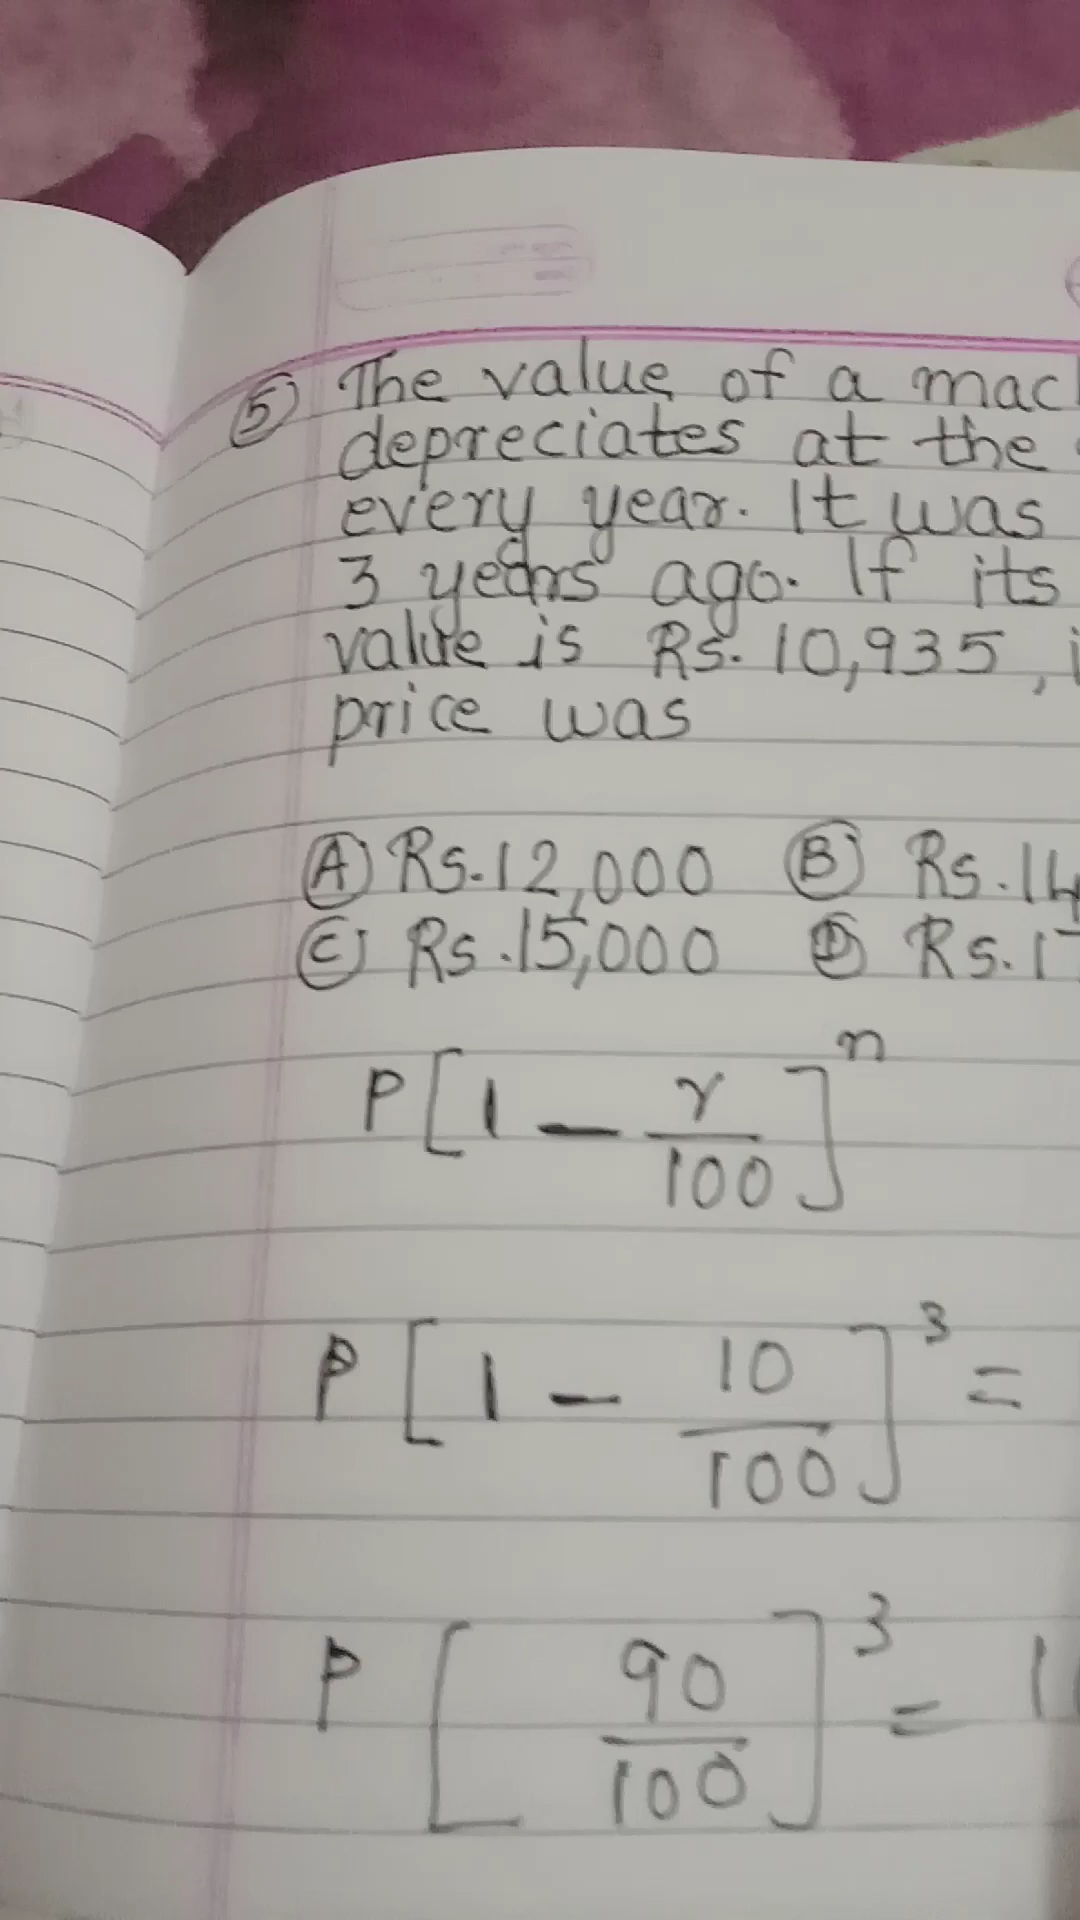 ⑤ The value of a
depreciates at the
every year. It was
3 years ago. If its
value is Rs. 10,935,
price was
Ⓐ Rs.12,000 Ⓑ Rs.14
Ⓒ Rs.15,000 Ⓓ Rs.1
P[1 - r/100]^n
P[1 - 10/100]^3 =
P[90/100]^3 = 1